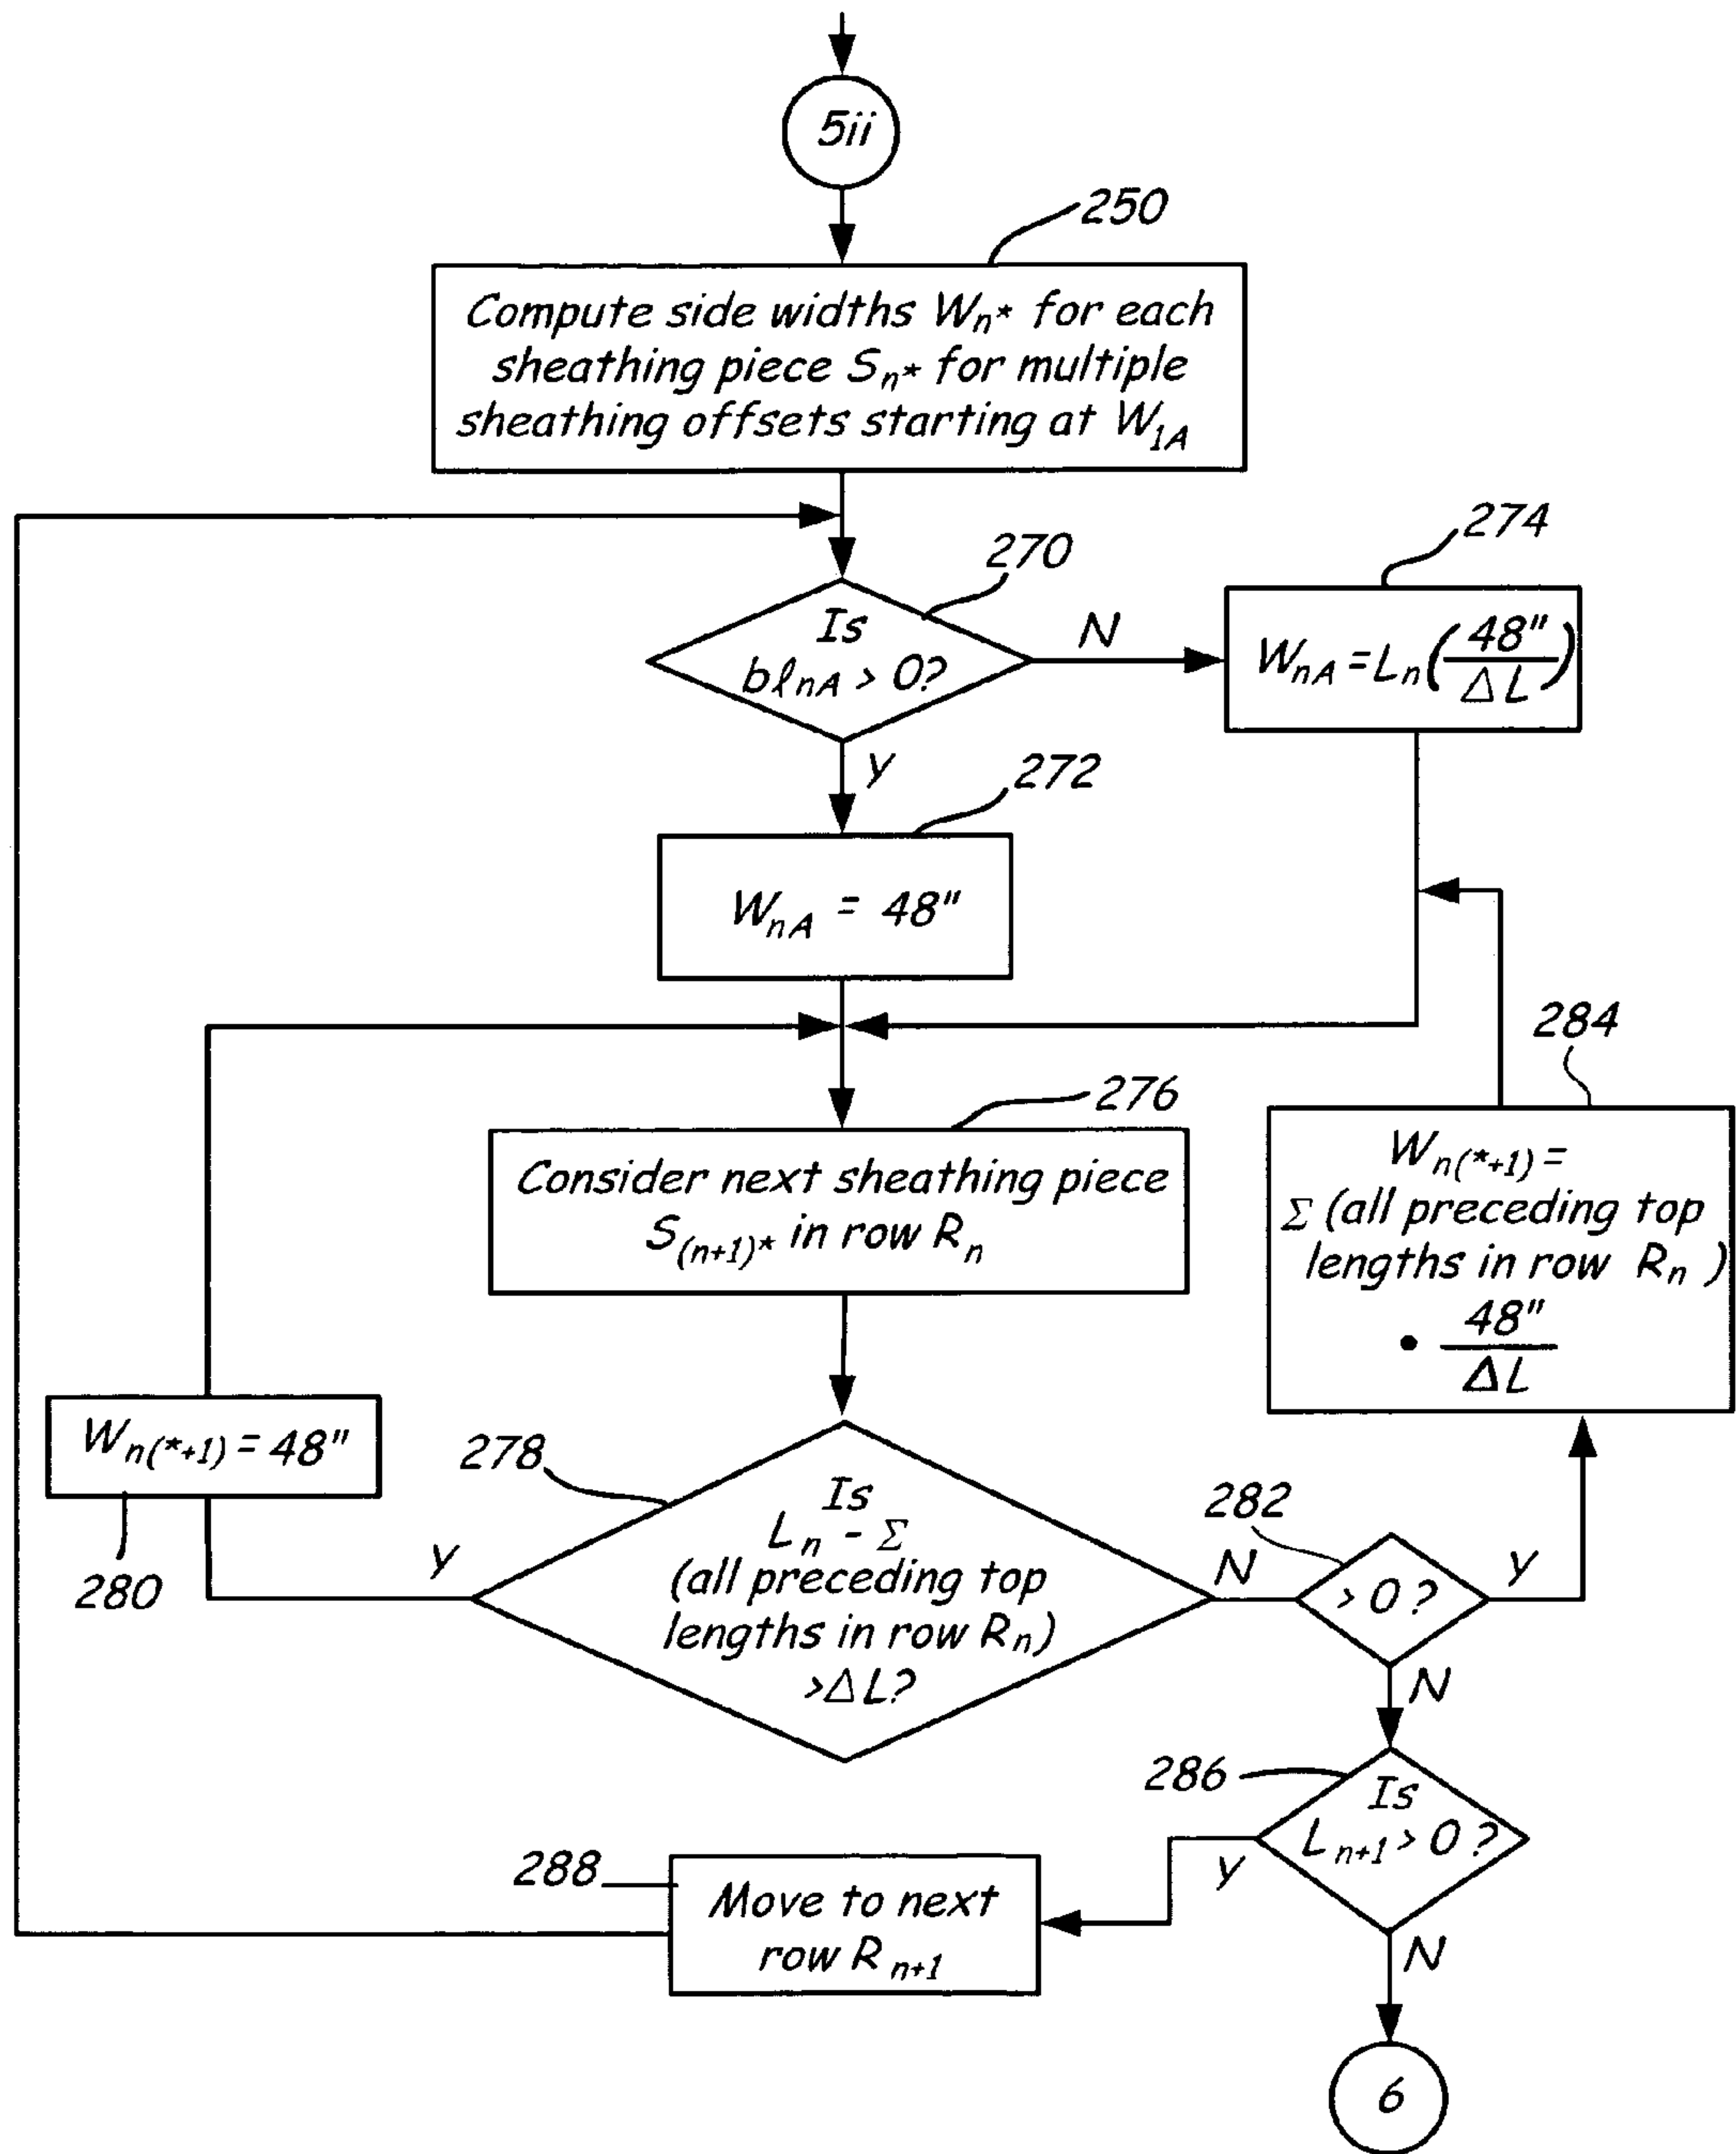 5ii
250
Compute side widths Wn* for each
sheathing piece Sn* for multiple
sheathing offsets starting at W1A
270
Is
blnA > 0?
N
274
WnA = Ln(48"/ΔL)
Y
272
WnA = 48"
276
Consider next sheathing piece
S(n+1)* in row Rn
284
Wn(*+1) =
Σ (all preceding top
lengths in row Rn )
• 48"/ΔL
Wn(*+1) = 48"
280
Y
278
Is
Ln - Σ
(all preceding top
lengths in row Rn)
>ΔL?
N
282
> 0 ?
Y
N
286
Is
Ln+1 > 0 ?
Y
288
Move to next
row Rn+1
N
6